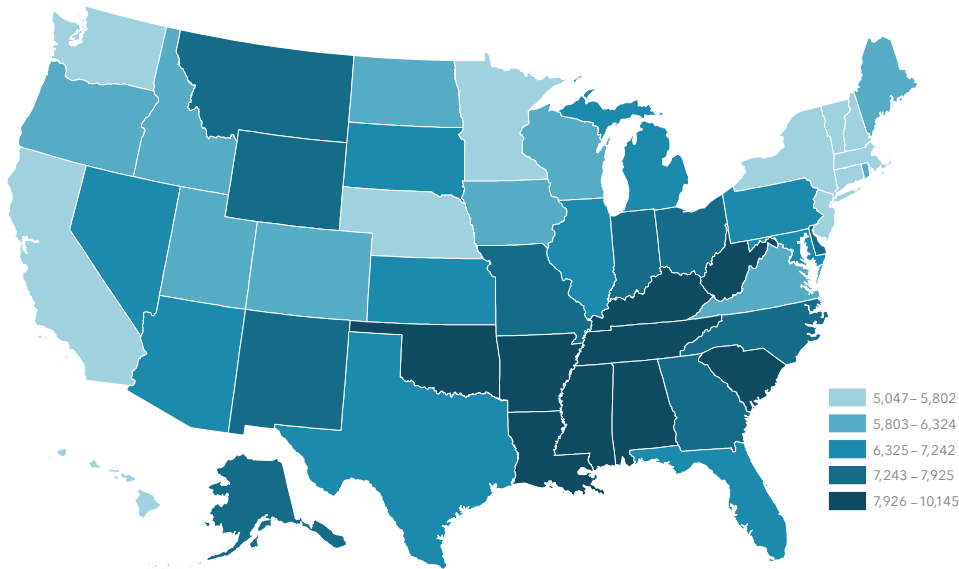 5,047 – 5,802
5,803 – 6,324
6,325 – 7,242
7,243 – 7,925
7,926 – 10,145